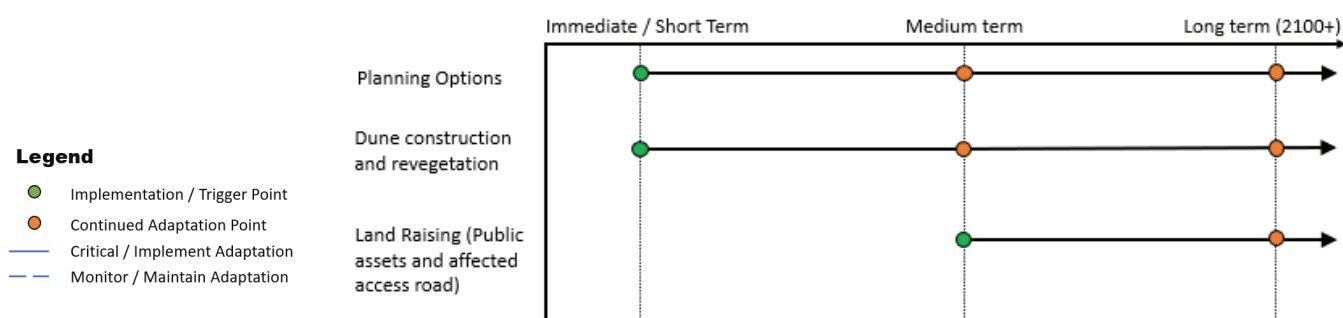 Immediate / Short Term
Medium term
Long term (2100+)
Planning Options
Dune construction
and revegetation
Land Raising (Public
assets and affected
access road)
Legend
Implementation / Trigger Point
Continued Adaptation Point
Critical / Implement Adaptation
Monitor / Maintain Adaptation